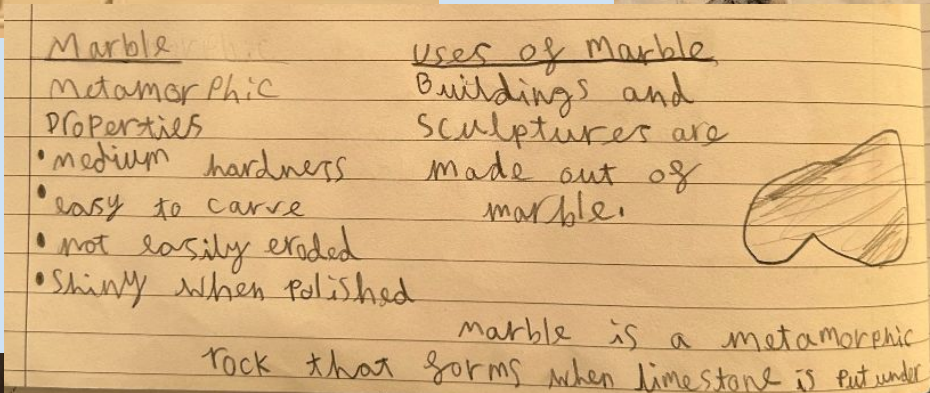 Marble
Metamorphic
Properties
• medium hardness
• easy to carve
• not easily eroded
• Shiny when polished
Uses of Marble
Buildings and
Sculptures are
made out of
marble.
Marble is a metamorphic
rock that forms when limestone is put under